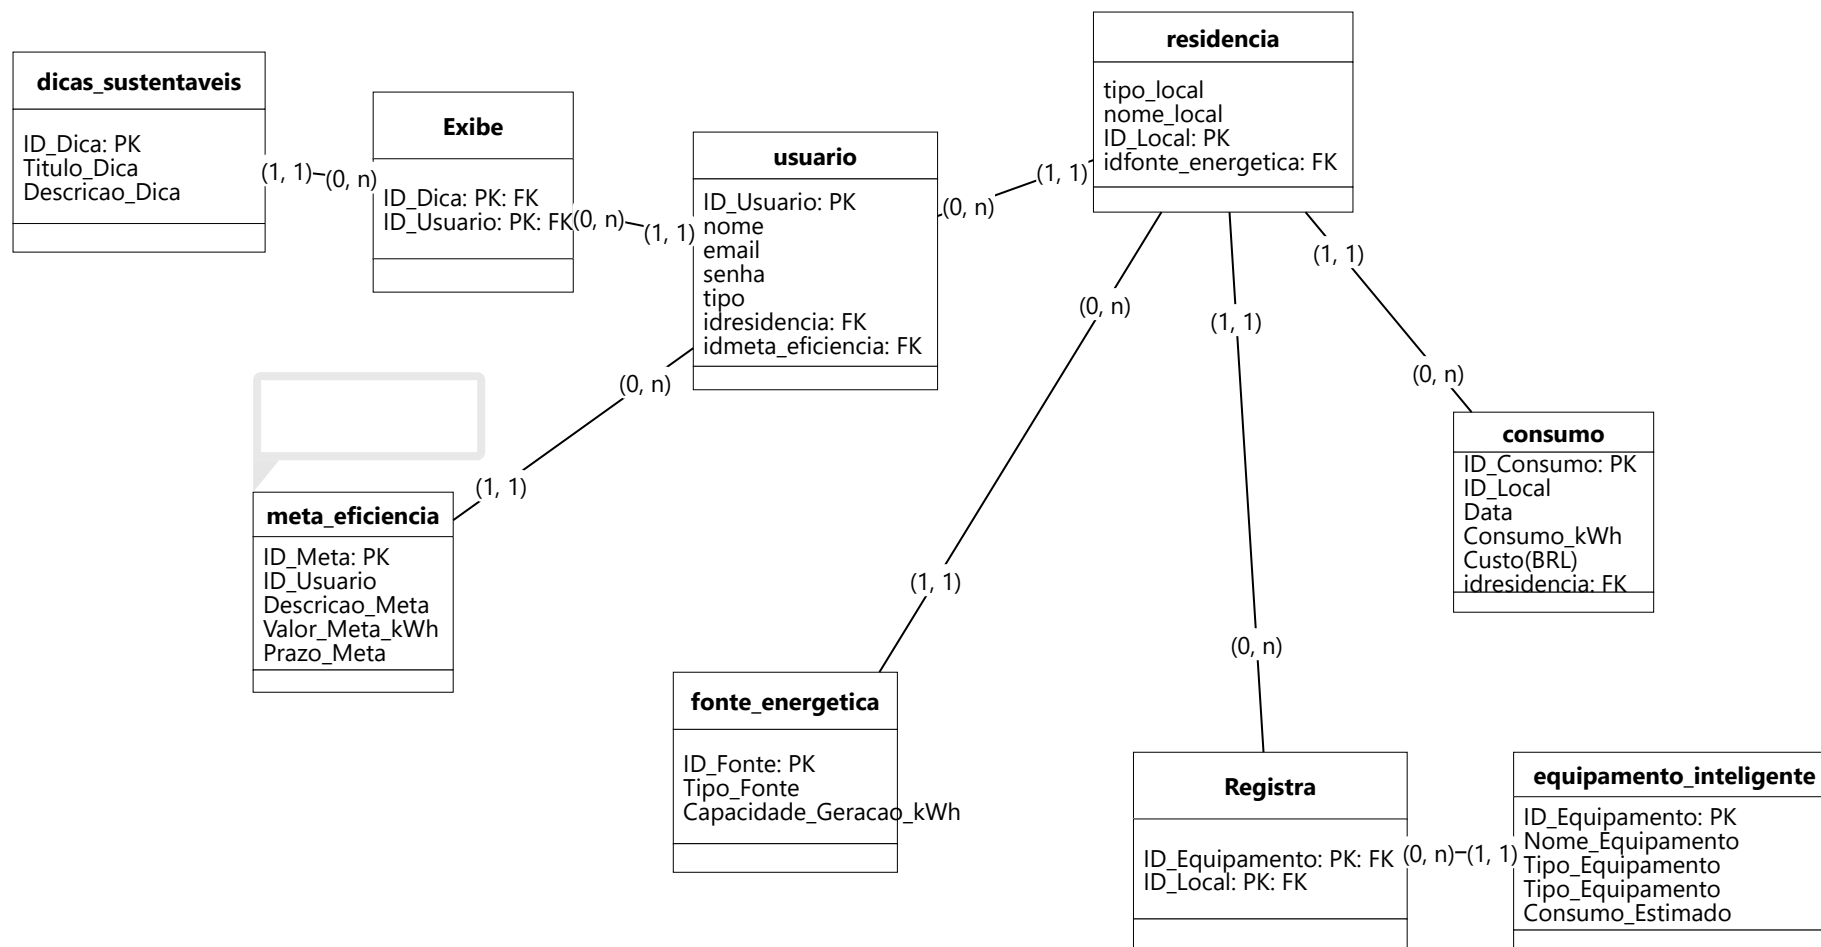 dicas_sustentaveis
ID_Dica: PK
Titulo_Dica
Descricao_Dica
(1, 1)
(0, n)
Exibe
ID_Dica: PK: FK
ID_Usuario: PK: FK
(0, n)
(1, 1)
usuario
ID_Usuario: PK
nome
email
senha
tipo
idresidencia: FK
idmeta_eficiencia: FK
(0, n)
(1, 1)
residencia
tipo_local
nome_local
ID_Local: PK
idfonte_energetica: FK
(0, n)
(1, 1)
meta_eficiencia
ID_Meta: PK
ID_Usuario
Descricao_Meta
Valor_Meta_kWh
Prazo_Meta
(0, n)
(1, 1)
fonte_energetica
ID_Fonte: PK
Tipo_Fonte
Capacidade_Geracao_kWh
(1, 1)
(0, n)
Registra
ID_Equipamento: PK: FK
ID_Local: PK: FK
(0, n)
(1, 1)
equipamento_inteligente
ID_Equipamento: PK
Nome_Equipamento
Tipo_Equipamento
Tipo_Equipamento
Consumo_Estimado
(1, 1)
(0, n)
consumo
ID_Consumo: PK
ID_Local
Data
Consumo_kWh
Custo(BRL)
idresidencia: FK